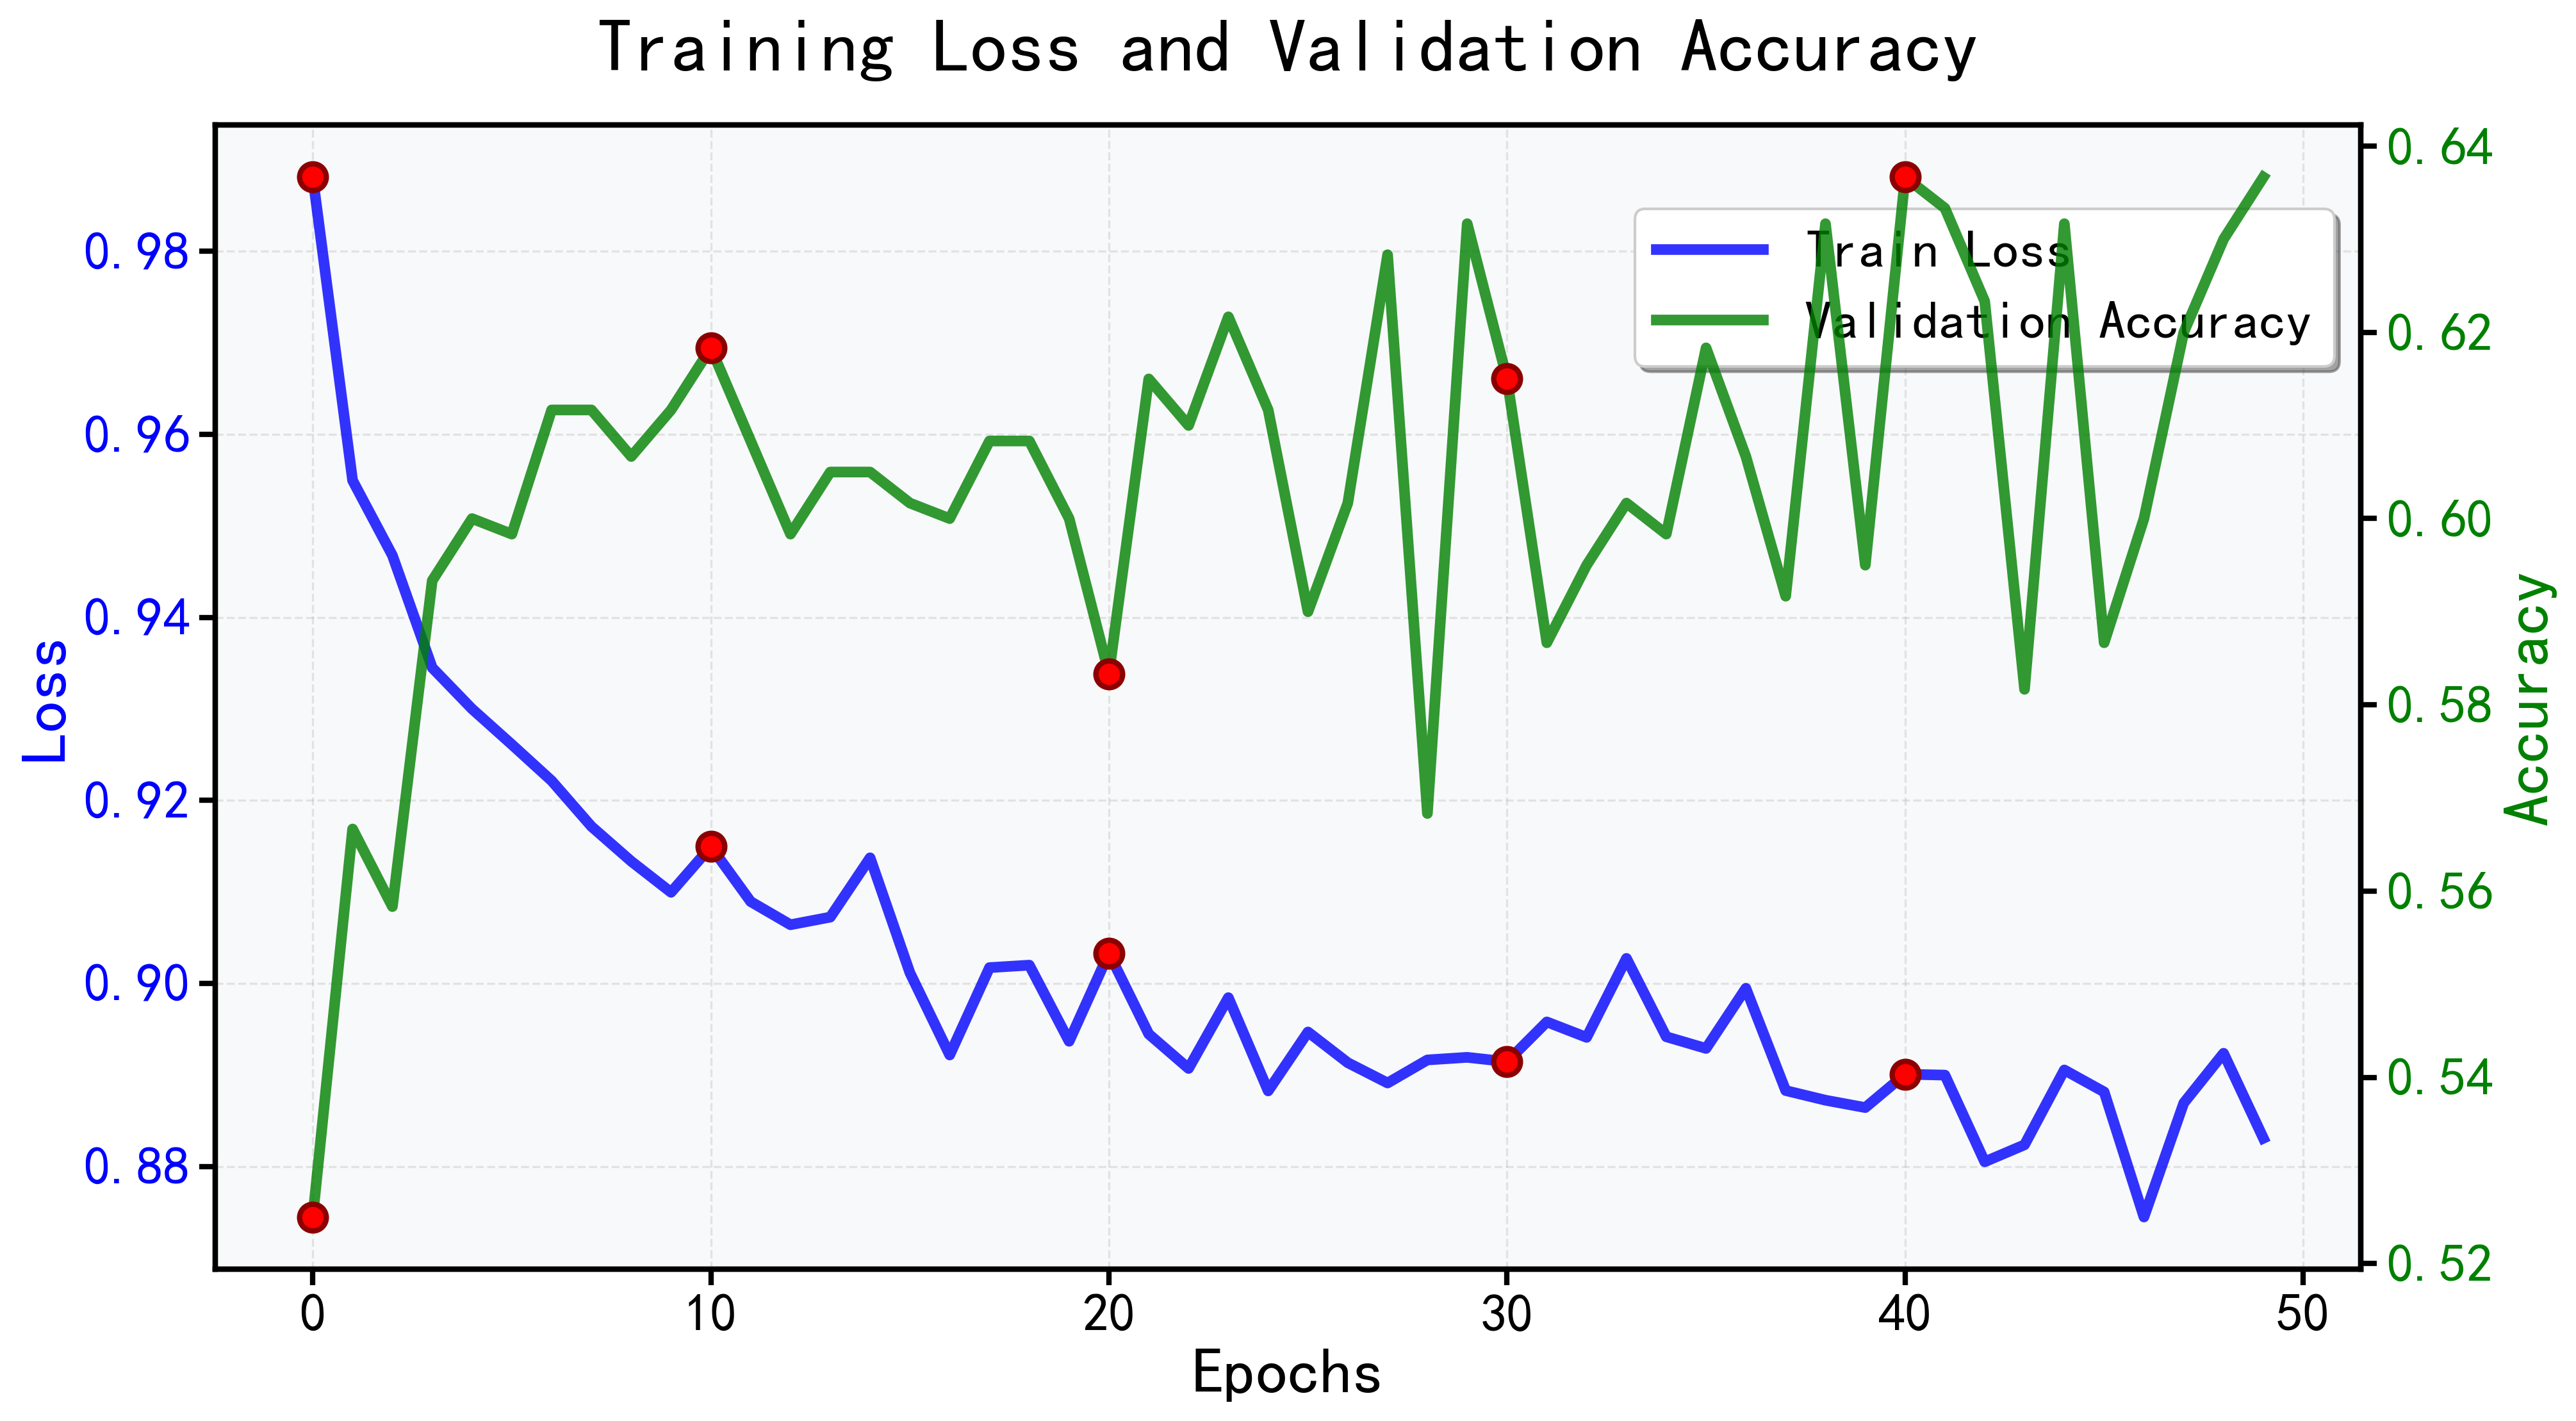 Training Loss and Validation Accuracy
0.98
0.96
0.94
0.92
0.90
0.88
Loss
Train Loss
Validation Accuracy
0.64
0.62
0.60
0.58
0.56
0.54
0.52
Accuracy
0 10 20 30 40 50
Epochs